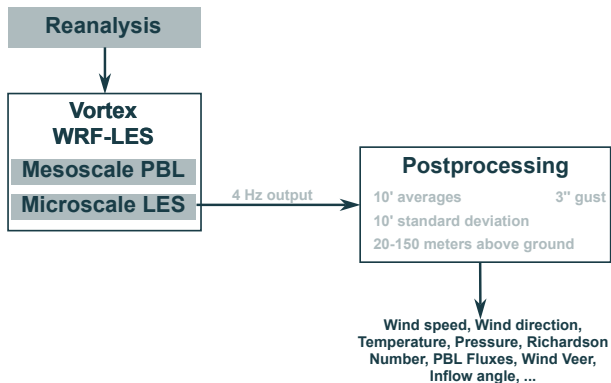 Reanalysis
Vortex
WRF-LES
Mesoscale PBL
Microscale LES
4 Hz output
Postprocessing
10' averages 3" gust
10' standard deviation
20-150 meters above ground
Wind speed, Wind direction,
Temperature, Pressure, Richardson
Number, PBL Fluxes, Wind Veer,
Inflow angle, ...